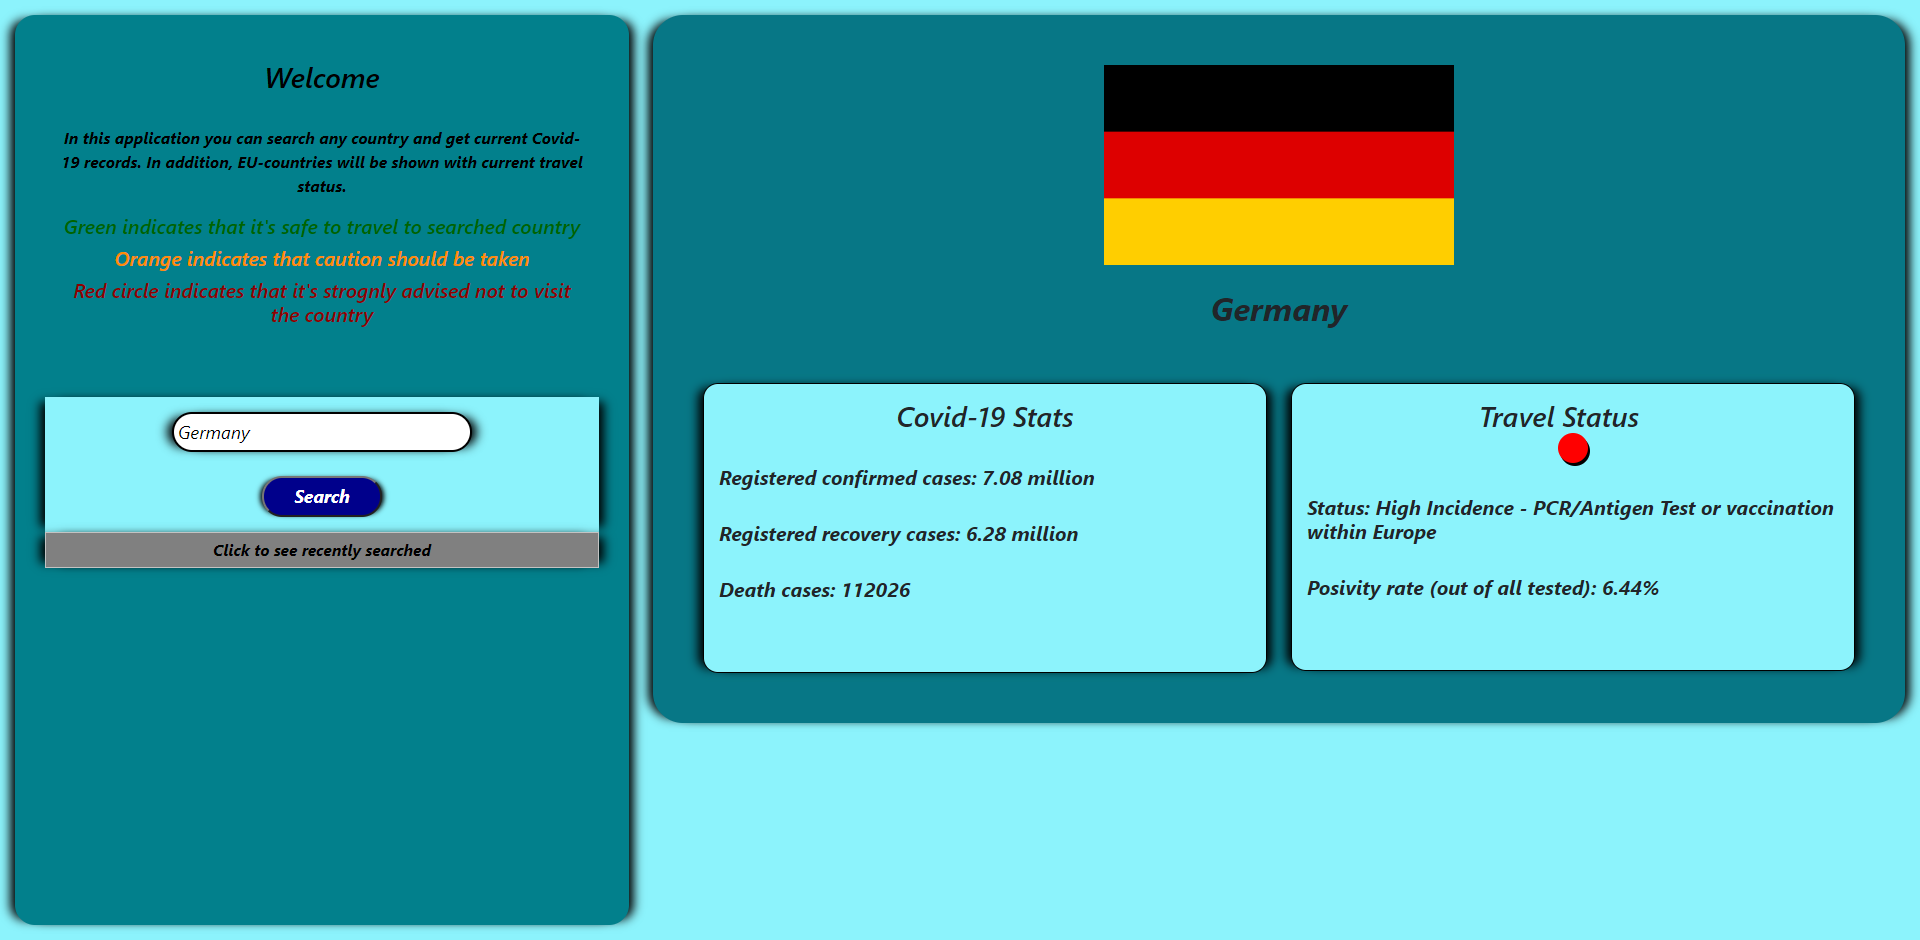 Welcome
In this application you can search any country and get current Covid-
19 records. In addition, EU-countries will be shown with current travel
status.
Green indicates that it's safe to travel to searched country
Orange indicates that caution should be taken
Red circle indicates that it's strognly advised not to visit
the country
Germany
Search
Click to see recently searched
Germany
Covid-19 Stats
Registered confirmed cases: 7.08 million
Registered recovery cases: 6.28 million
Death cases: 112026
Travel Status
Status: High Incidence - PCR/Antigen Test or vaccination
within Europe
Posivity rate (out of all tested): 6.44%